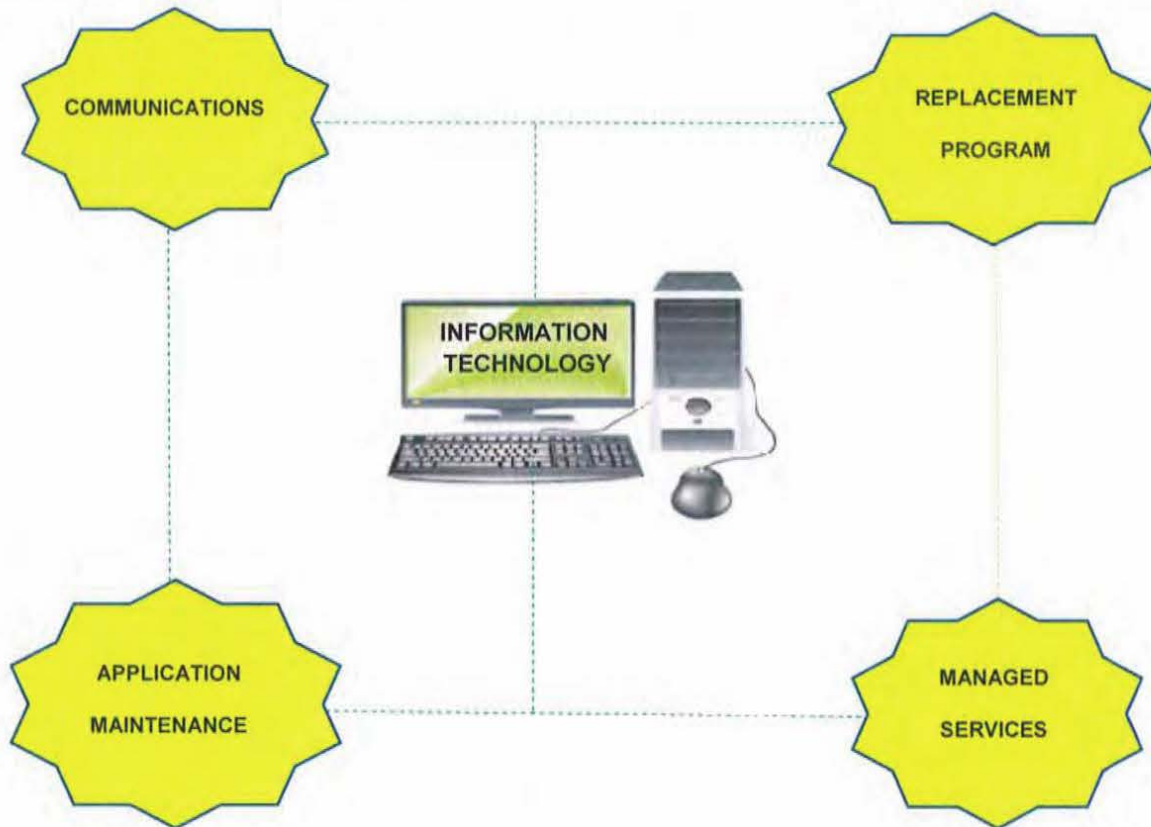 COMMUNICATIONS
REPLACEMENT
PROGRAM
INFORMATION
TECHNOLOGY
APPLICATION
MAINTENANCE
MANAGED
SERVICES